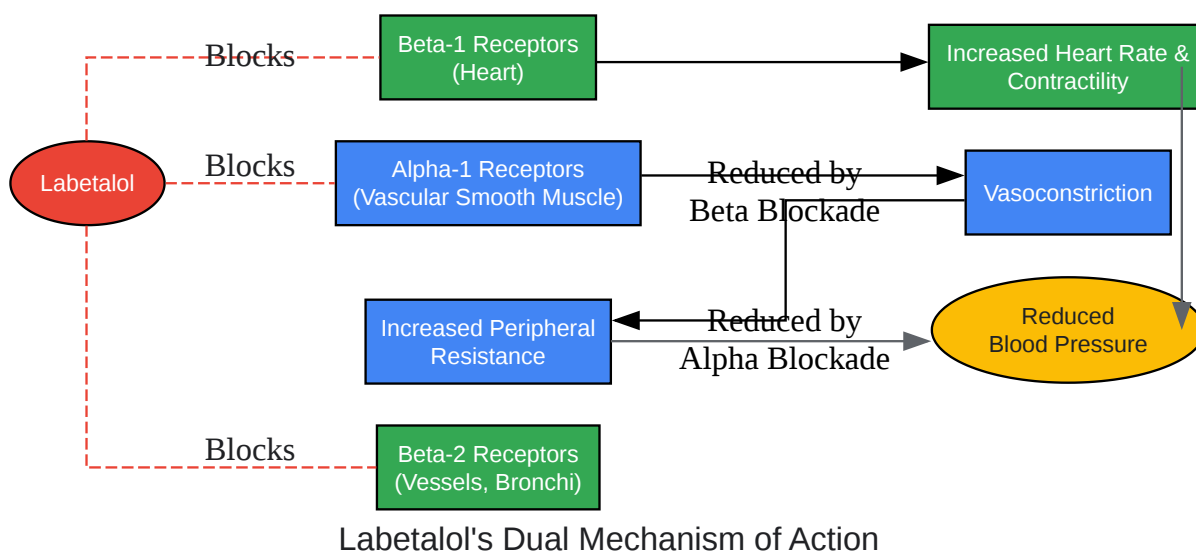 Blocks
Beta-1 Receptors
(Heart)
Increased Heart Rate &
Contractility
Labetalol
Blocks
Alpha-1 Receptors
(Vascular Smooth Muscle)
Reduced by
Beta Blockade
Vasoconstriction
Increased Peripheral
Resistance
Reduced by
Alpha Blockade
Reduced
Blood Pressure
Blocks
Beta-2 Receptors
(Vessels, Bronchi)
Labetalol's Dual Mechanism of Action